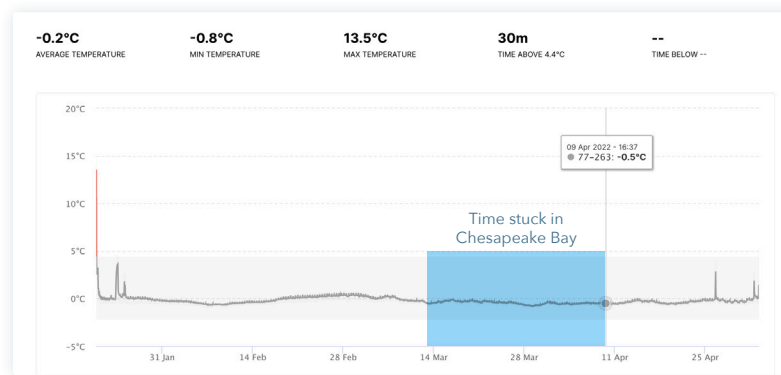 -0.2°C -0.8°C 13.5°C 30m --
AVERAGE TEMPERATURE MIN TEMPERATURE MAX TEMPERATURE TIME ABOVE 4.4°C TIME BELOW --
20°C
09 Apr 2022 - 16:37
77-263: -0.5°C
15°C
10°C
Time stuck in
Chesapeake Bay
5°C
0°C
-5°C
31 Jan 14 Feb 28 Feb 14 Mar 28 Mar 11 Apr 25 Apr